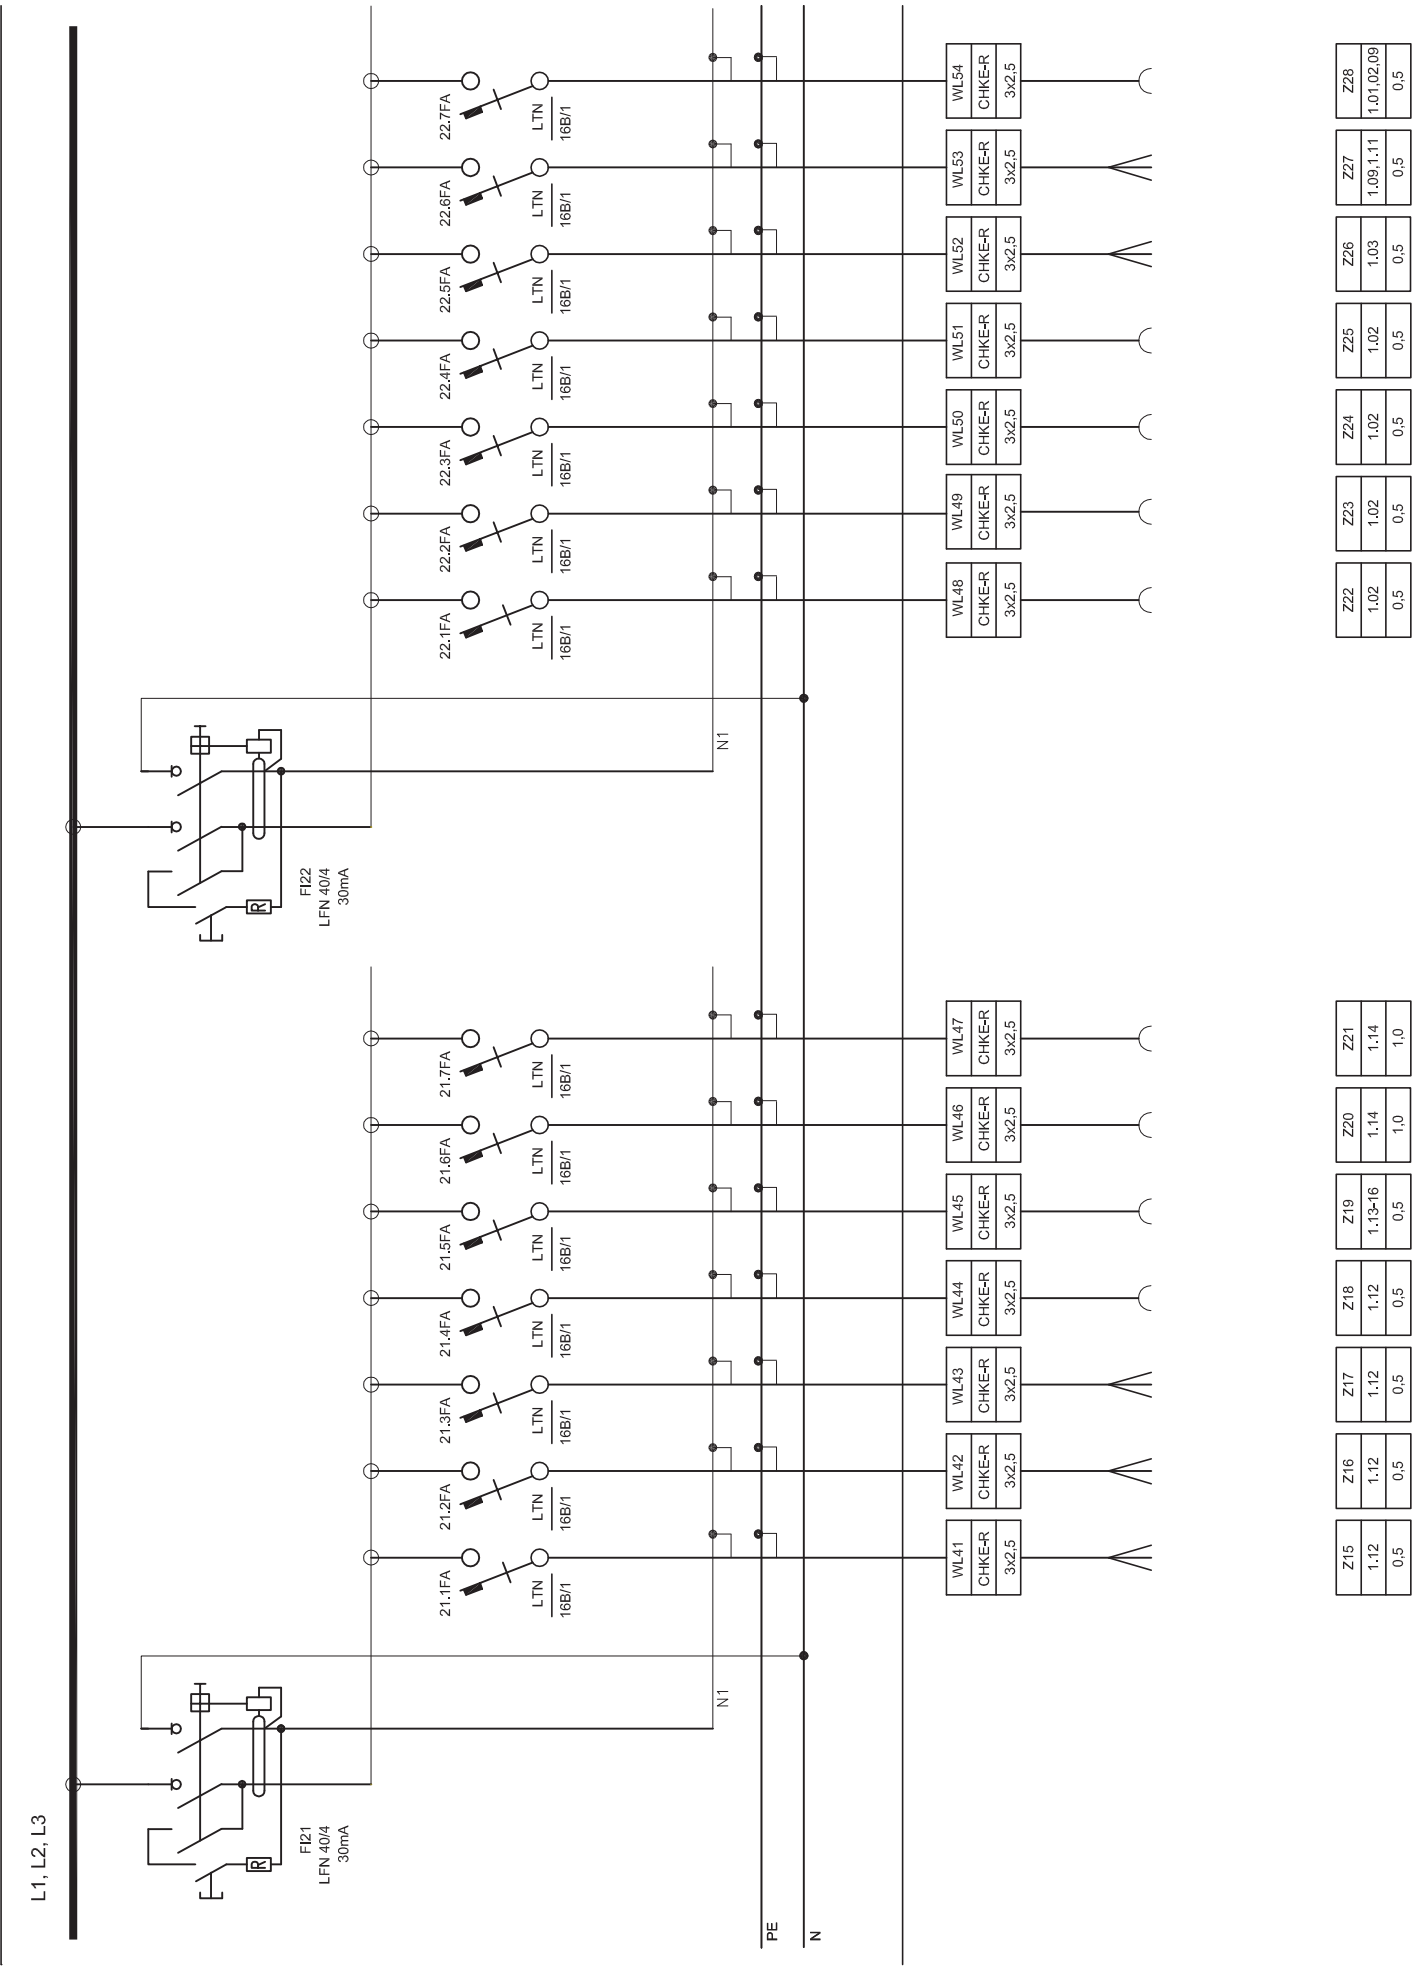 L1, L2, L3
FI21
LFN 40/4
30mA
FI22
LFN 40/4
30mA
R
R
21.1FA
21.2FA
21.3FA
21.4FA
21.5FA
21.6FA
21.7FA
22.1FA
22.2FA
22.3FA
22.4FA
22.5FA
22.6FA
22.7FA
LTN
16B/1
LTN
16B/1
LTN
16B/1
LTN
16B/1
LTN
16B/1
LTN
16B/1
LTN
16B/1
LTN
16B/1
LTN
16B/1
LTN
16B/1
LTN
16B/1
LTN
16B/1
LTN
16B/1
LTN
16B/1
N1
N1
PE
N
WL41
CHKE-R
3x2,5
WL42
CHKE-R
3x2,5
WL43
CHKE-R
3x2,5
WL44
CHKE-R
3x2,5
WL45
CHKE-R
3x2,5
WL46
CHKE-R
3x2,5
WL47
CHKE-R
3x2,5
WL48
CHKE-R
3x2,5
WL49
CHKE-R
3x2,5
WL50
CHKE-R
3x2,5
WL51
CHKE-R
3x2,5
WL52
CHKE-R
3x2,5
WL53
CHKE-R
3x2,5
WL54
CHKE-R
3x2,5
Z15
1.12
0,5
Z16
1.12
0,5
Z17
1.12
0,5
Z18
1.12
0,5
Z19
1.13-16
0,5
Z20
1.14
1,0
Z21
1.14
1,0
Z22
1.02
0,5
Z23
1.02
0,5
Z24
1.02
0,5
Z25
1.02
0,5
Z26
1.03
0,5
Z27
1.09,1.11
0,5
Z28
1.01,02,09
0,5